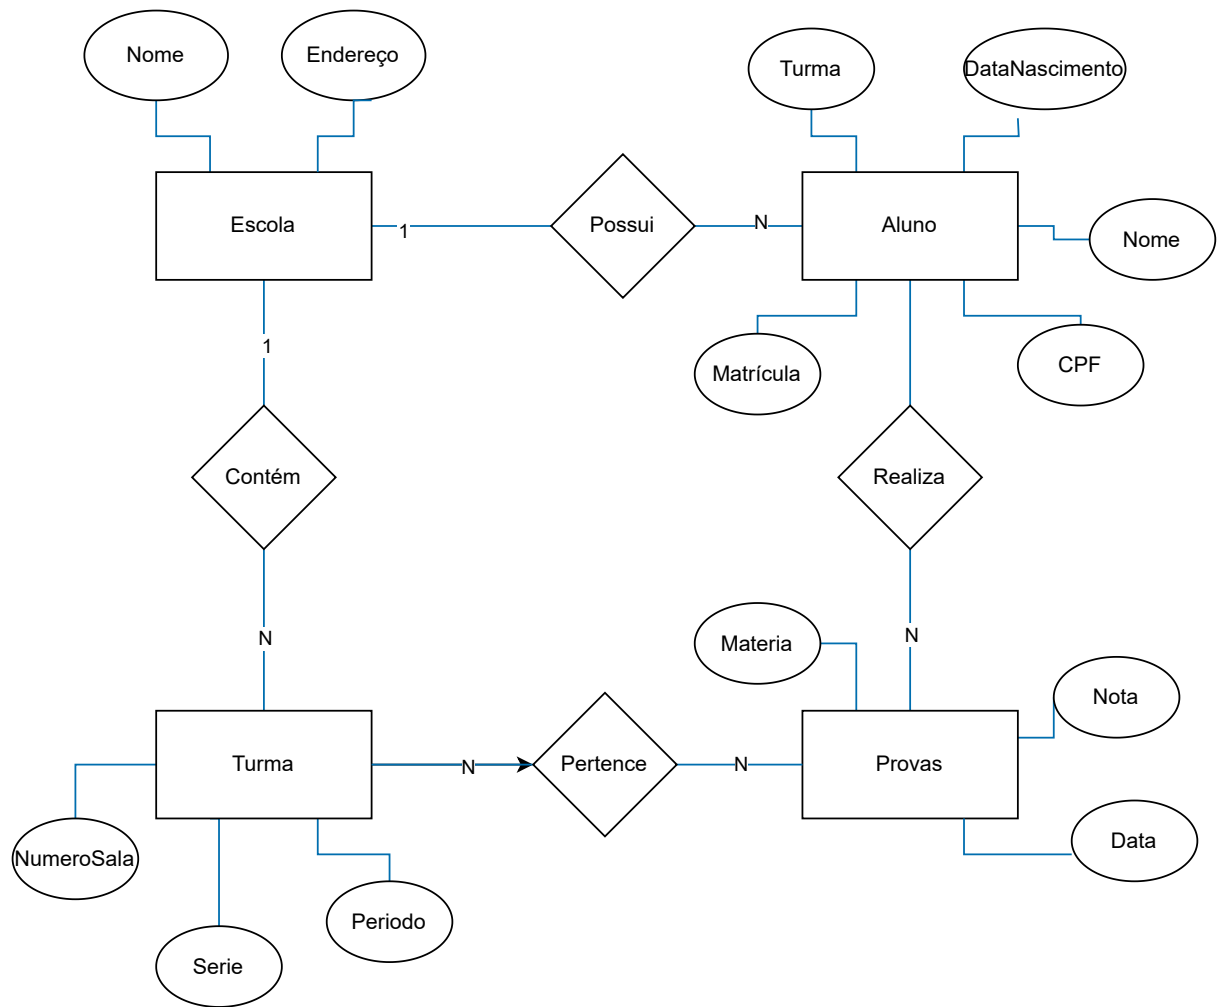 Nome
Endereço
Turma
DataNascimento
Escola
1
Possui
N
Aluno
Nome
1
Matrícula
CPF
Contém
Realiza
N
N
Materia
Nota
Turma
N
Pertence
N
Provas
NumeroSala
Data
Periodo
Serie